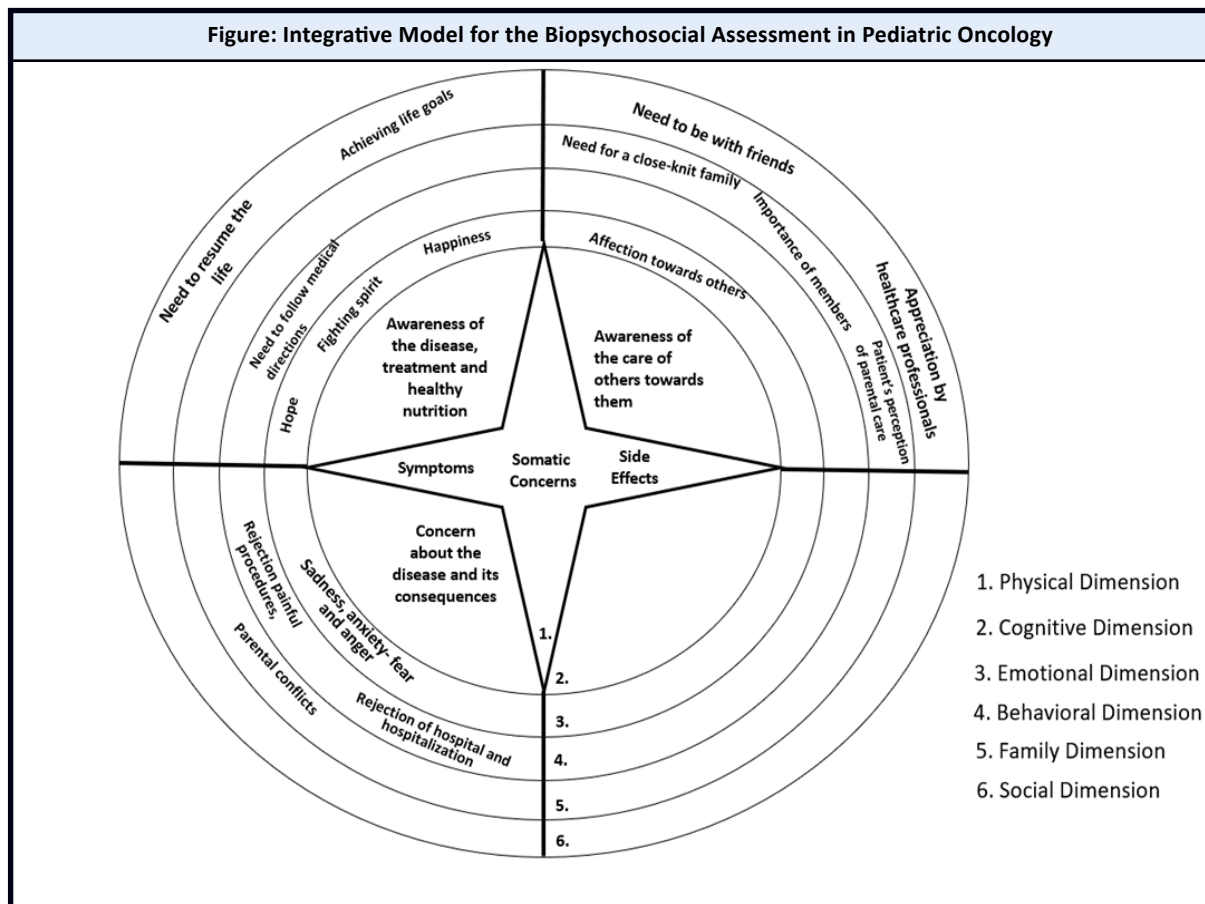 Figure: Integrative Model for the Biopsychosocial Assessment in Pediatric Oncology
Achieving life goals
Need to resume the
life
Need to follow medical
directions
Happiness
Fighting spirit
Hope
Awareness of
the disease,
treatment and
healthy
nutrition
Need to be with friends
Need for a close-knit family
Importance of members
Affection towards others
Appreciation by
healthcare professionals
Patient's perception
of parental care
Awareness of
the care of
others towards
them
Symptoms
Somatic
Concerns
Side
Effects
Concern
about the
disease and its
consequences
Sadness, anxiety- fear
and anger
Rejection painful
procedures,
Rejection of hospital and
hospitalization
Parental conflicts
1.
2.
3.
4.
5.
6.
1. Physical Dimension
2. Cognitive Dimension
3. Emotional Dimension
4. Behavioral Dimension
5. Family Dimension
6. Social Dimension